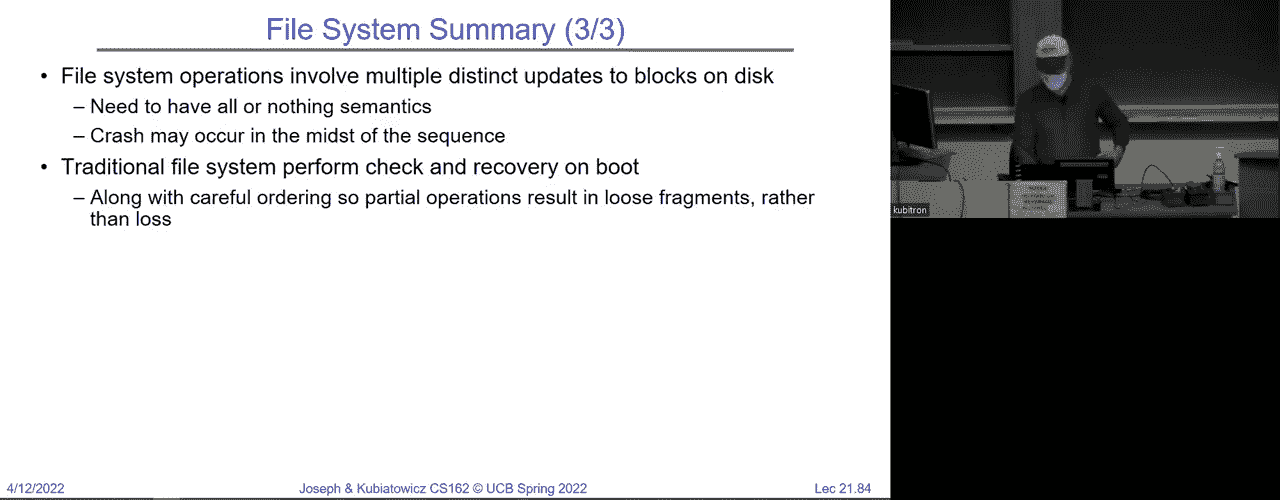 File System Summary (3/3)
• File system operations involve multiple distinct updates to blocks on disk
– Need to have all or nothing semantics
– Crash may occur in the midst of the sequence
• Traditional file system perform check and recovery on boot
– Along with careful ordering so partial operations result in loose fragments, rather
than loss
kubitron
4/12/2022
Joseph & Kubiatowicz CS162 © UCB Spring 2022
Lec 21.84